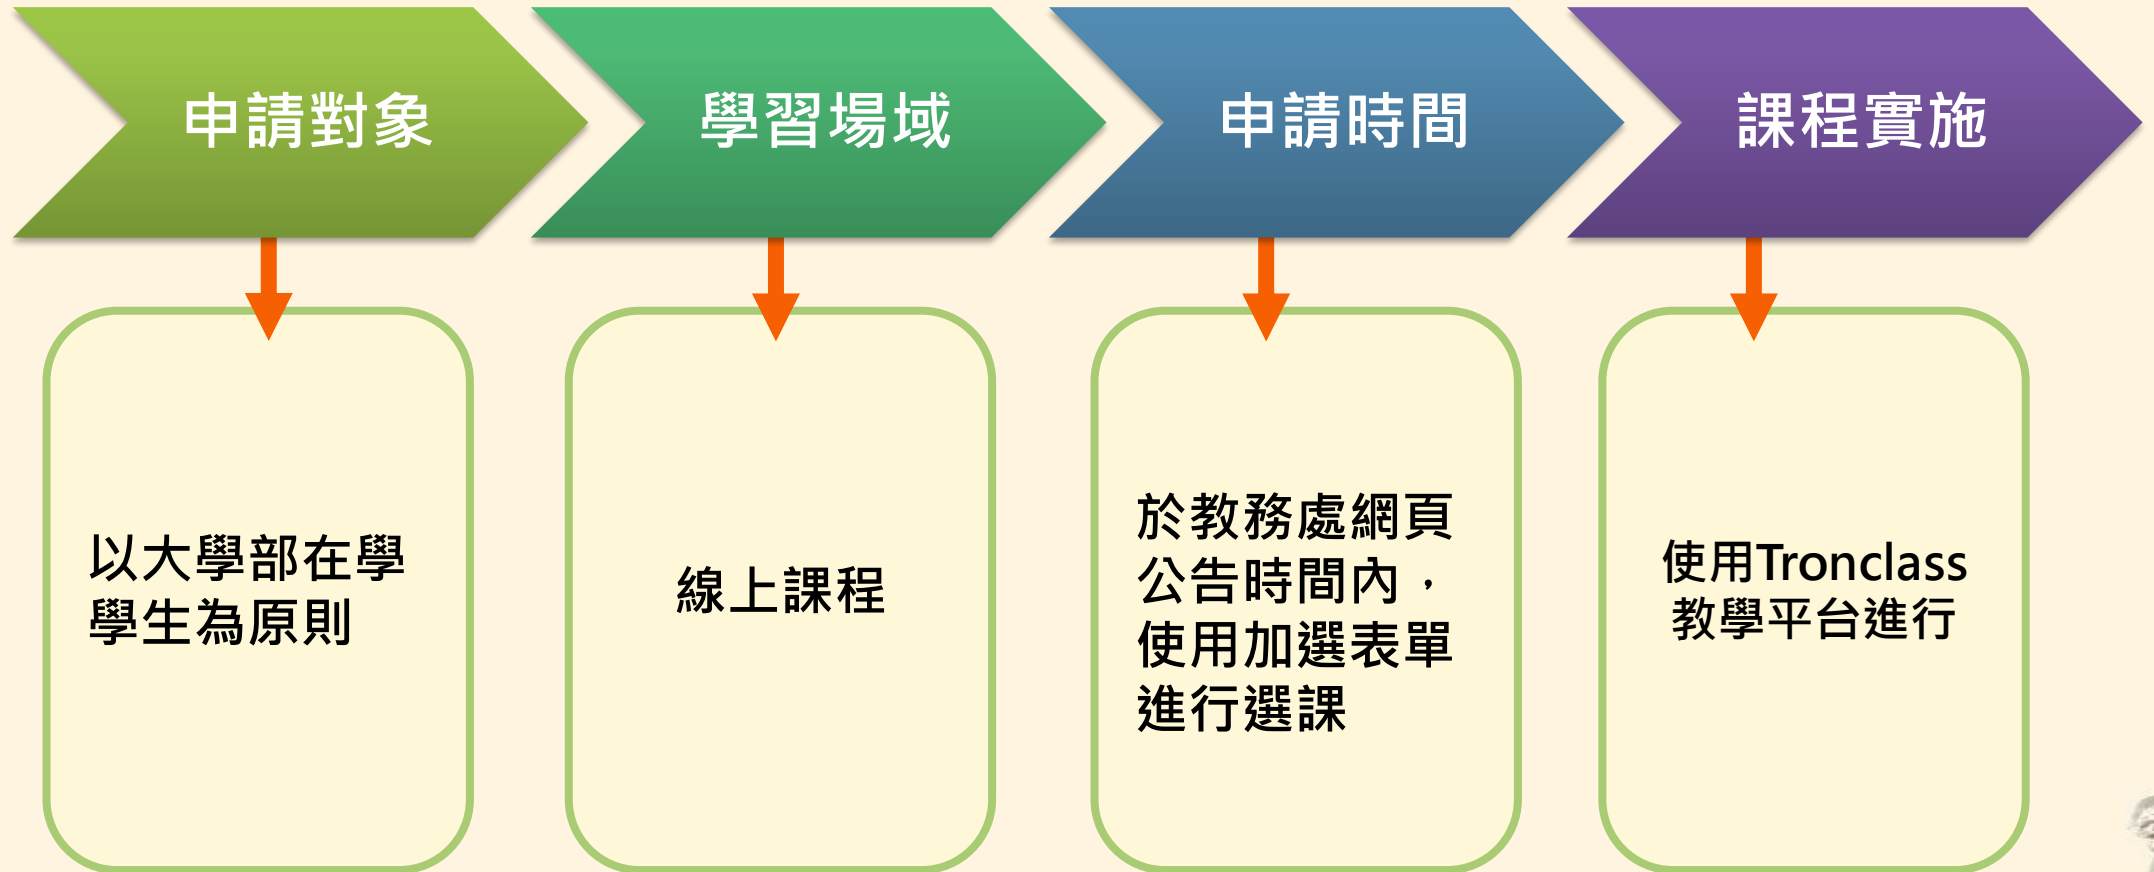 申請對象
學習場域
申請時間
課程實施
以大學部在學
學生為原則
線上課程
於教務處網頁
公告時間內，
使用加選表單
進行選課
使用Tronclass
教學平台進行